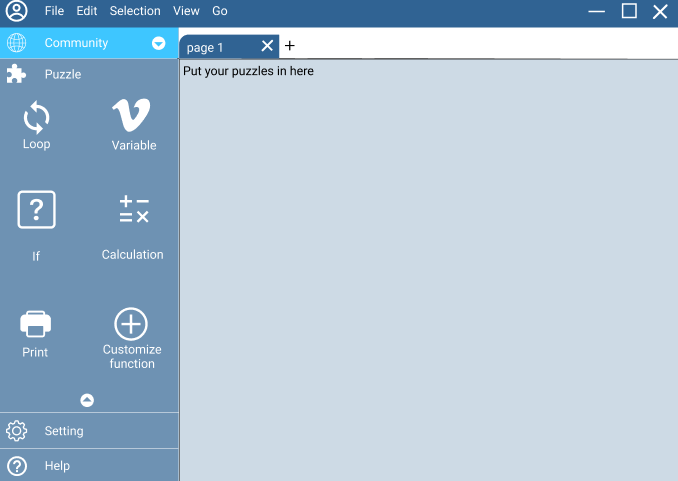 File Edit Selection View Go
Community
page 1
Puzzle
Put your puzzles in here
Loop
Variable
If
Calculation
Print
Customize
function
Setting
Help